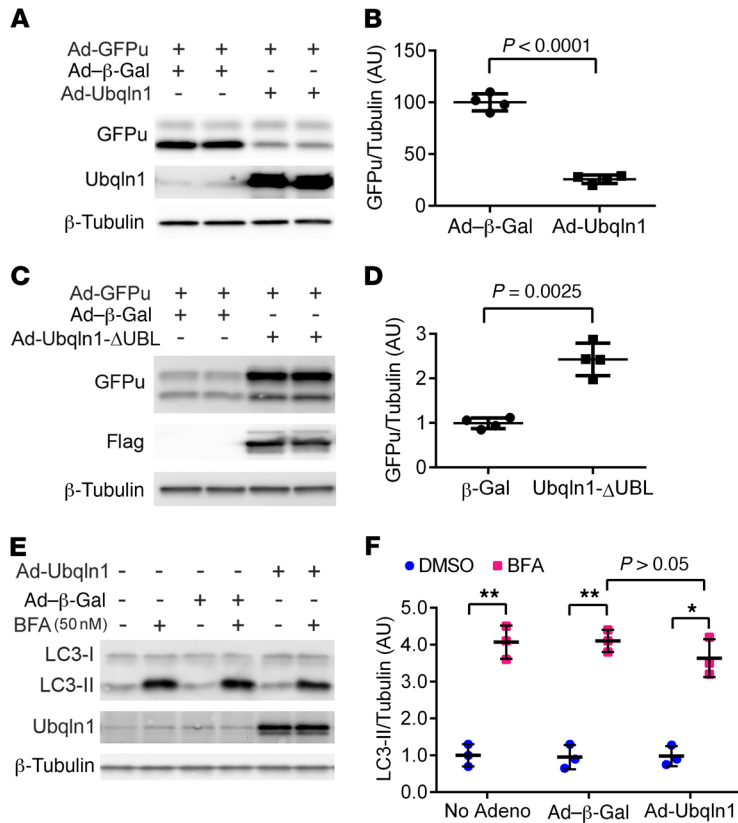 A
Ad-GFPu + + + +
Ad–β-Gal + + - -
Ad-Ubqln1 - - + +
GFPu
Ubqln1
β-Tubulin
B
P < 0.0001
150
100
50
0
GFPu/Tubulin (AU)
Ad–β-Gal Ad-Ubqln1
C
Ad-GFPu + + + +
Ad–β-Gal + + - -
Ad-Ubqln1-ΔUBL - - + +
GFPu
Flag
β-Tubulin
D
P = 0.0025
3
2
1
0
GFPu/Tubulin (AU)
β-Gal Ubqln1-ΔUBL
E
Ad-Ubqln1 - - - - + +
Ad–β-Gal - - + + - -
BFA (50 nM) - + - + - +
LC3-I
LC3-II
Ubqln1
β-Tubulin
F
DMSO BFA
P > 0.05
** ** *
5.0
4.0
3.0
2.0
1.0
0.0
LC3-II/Tubulin (AU)
No Adeno Ad–β-Gal Ad-Ubqln1